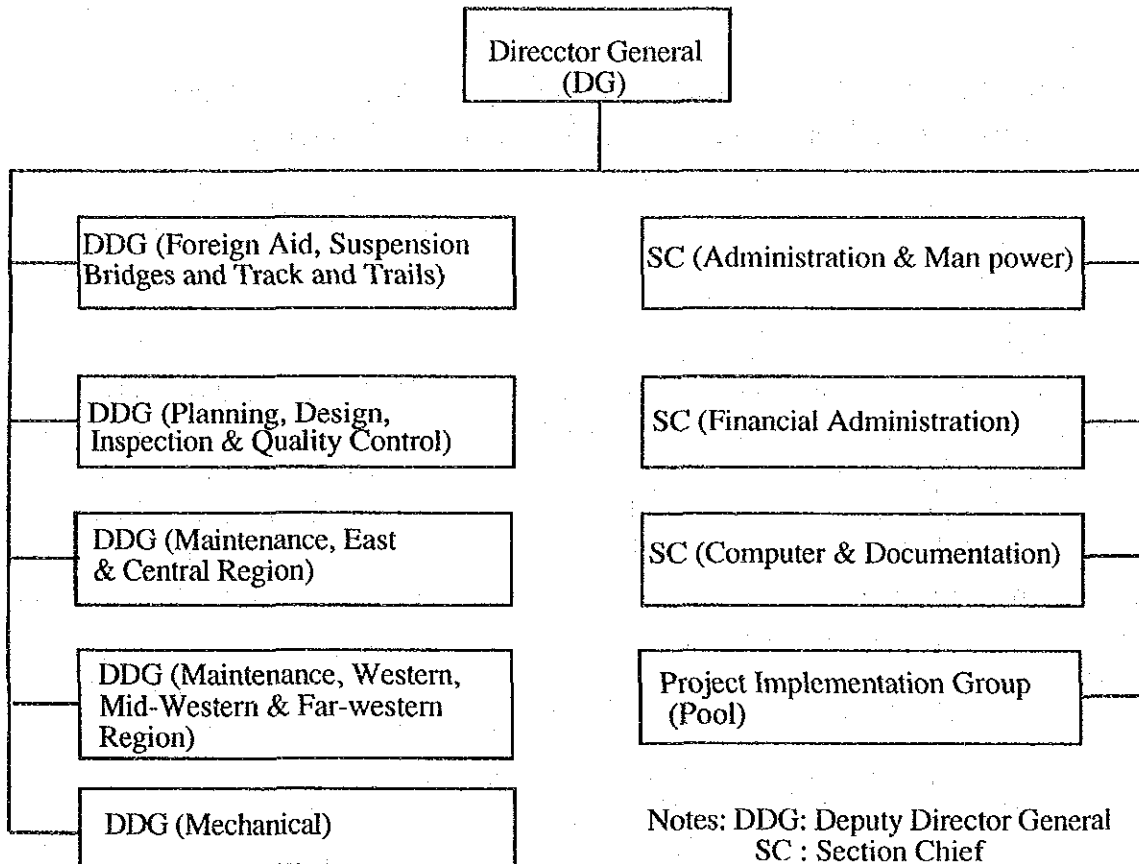 Direcctor General
(DG)
DDG (Foreign Aid, Suspension
Bridges and Track and Trails)
DDG (Planning, Design,
Inspection & Quality Control)
DDG (Maintenance, East
& Central Region)
DDG (Maintenance, Western,
Mid-Western & Far-western
Region)
DDG (Mechanical)
SC (Administration & Man power)
SC (Financial Administration)
SC (Computer & Documentation)
Project Implementation Group
(Pool)
Notes: DDG: Deputy Director General
SC : Section Chief